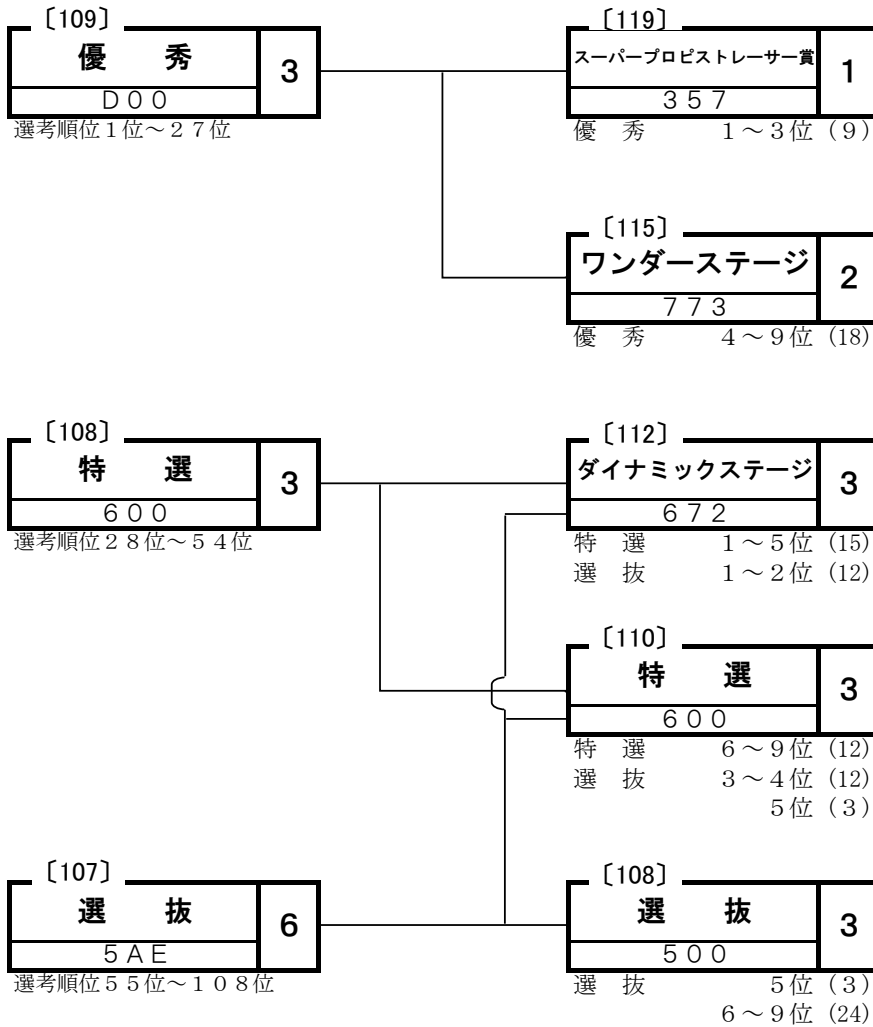 〔109〕
優　秀
3
D００
選考順位１位～２７位
〔119〕
スーパープロピストレーサー賞
1
３５７
優　秀　１～３位（９）
〔115〕
ワンダーステージ
2
７７３
優　秀　４～９位（18）
〔108〕
特　選
3
６００
選考順位２８位～５４位
〔112〕
ダイナミックステージ
3
６７２
特　選　１～５位（15）
選　抜　１～２位（12）
〔110〕
特　選
3
６００
特　選　６～９位（12）
選　抜　３～４位（12）
５位（３）
〔107〕
選　抜
6
５ＡＥ
選考順位５５位～１０８位
〔108〕
選　抜
3
５００
選　抜　５位（３）
６～９位（24）